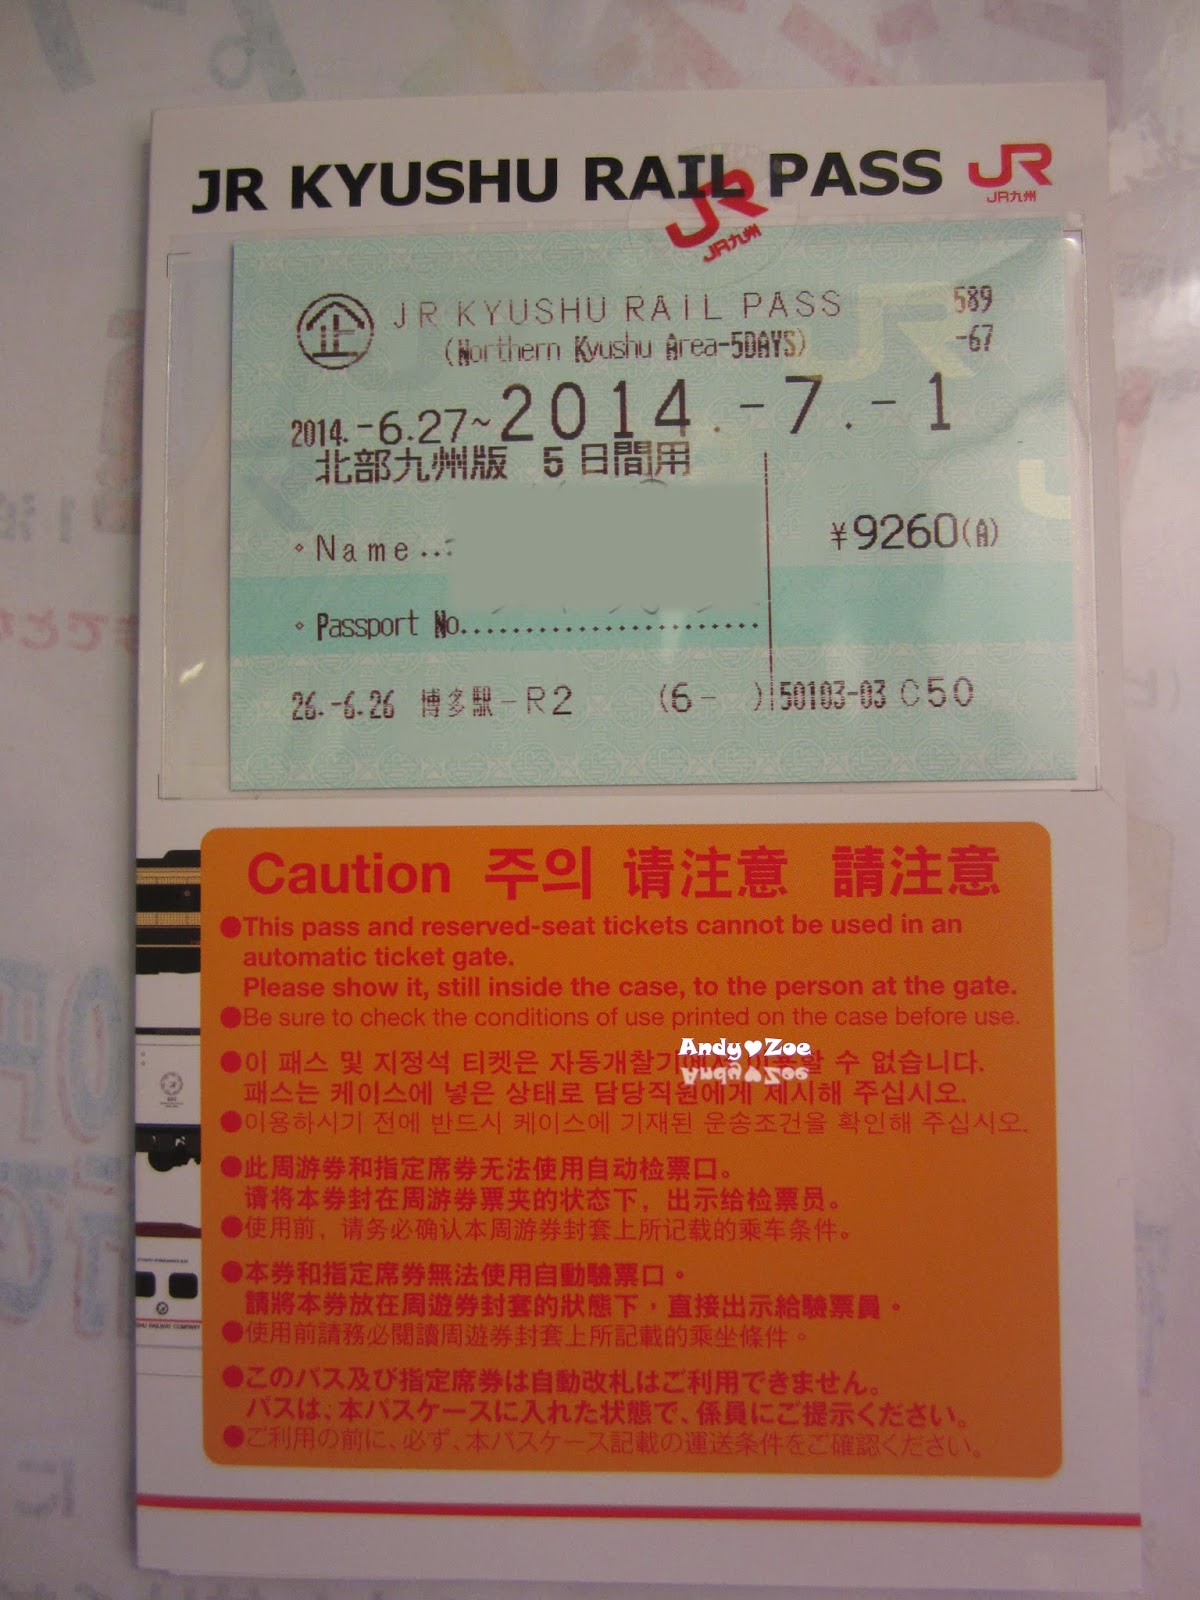 JR KYUSHU RAIL PASS
JR
JR九州
JR
JR九州
企 JR KYUSHU RAIL PASS 589
(Northern Kyushu Area-5DAYS) -67
2014.-6.27~2014.-7.-1
北部九州版 5日間用
Name..
¥9260(A)
Passport No.......................
26.-6.26 博多駅-R2 (6- ) 50103-03 C50
Caution 주의 请注意 請注意
●This pass and reserved-seat tickets cannot be used in an
automatic ticket gate.
Please show it, still inside the case, to the person at the gate.
●Be sure to check the conditions of use printed on the case before use.
●이 패스 및 지정석 티켓은 자동개찰기에서 이용할 수 없습니다.
패스는 케이스에 넣은 상태로 담당직원에게 제시해 주십시오.
●이용하시기 전에 반드시 케이스에 기재된 운송조건을 확인해 주십시오.
●此周游券和指定席券无法使用自动检票口。
请将本券封在周游券票夹的状态下，出示给检票员。
●使用前，请务必确认本周游券封套上所记载的乘车条件。
●本券和指定席券無法使用自動驗票口。
請將本券放在周遊券封套的狀態下，直接出示給驗票員。
●使用前請務必閱讀周遊券封套上所記載的乘坐條件。
●このパス及び指定席券は自動改札はご利用できません。
パスは、本パスケースに入れた状態で、係員にご提示ください。
●ご利用の前に、必ず、本パスケース記載の運送条件をご確認ください。
Andy♥Zoe